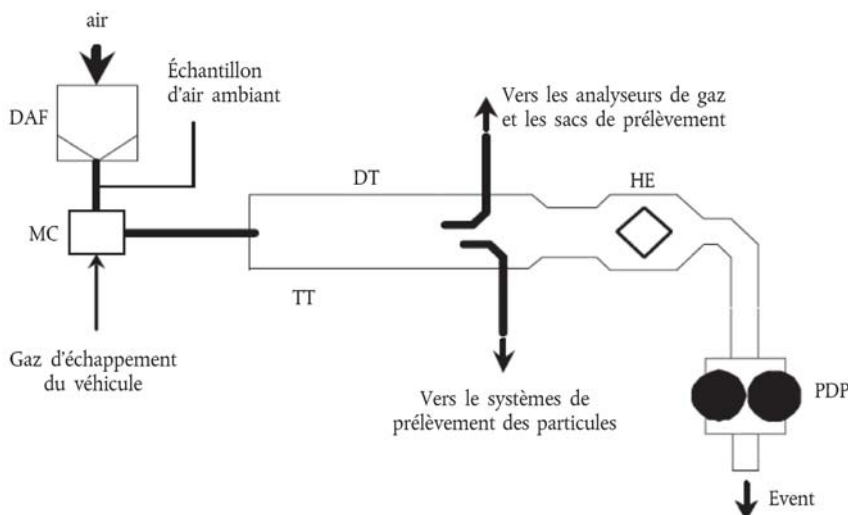 air
Échantillon
d'air ambiant
DAF
Vers les analyseurs de gaz
et les sacs de prélèvement
DT
HE
MC
TT
Gaz d'échappement
du véhicule
Vers le systèmes de
prélèvement des particules
PDP
Event